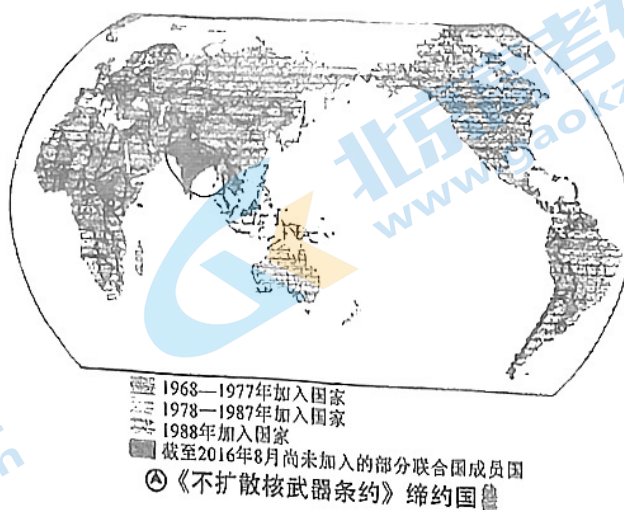 北京高考在
www.gaokz
1968—1977年加入国家
1978—1987年加入国家
1988年加入国家
截至2016年8月尚未加入的部分联合国成员国
Ⓐ《不扩散核武器条约》缔约国